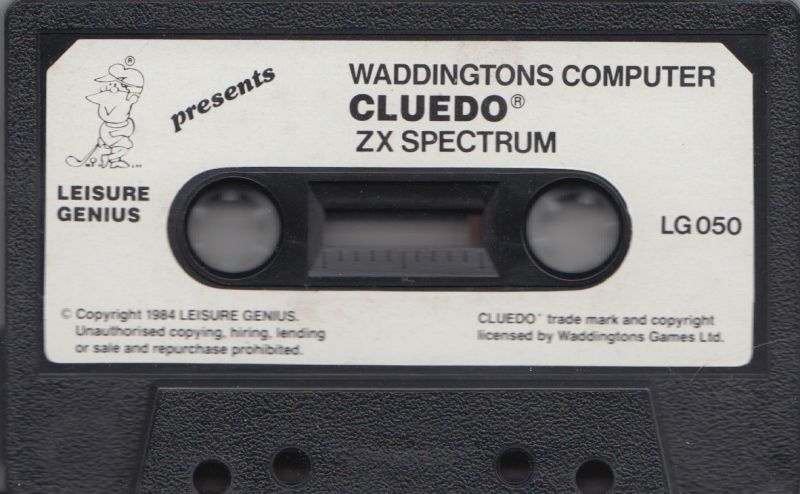 ®
presents
WADDINGTONS COMPUTER
CLUEDO®
ZX SPECTRUM
LEISURE
GENIUS
LG 050
© Copyright 1984 LEISURE GENIUS.
Unauthorised copying, hiring, lending
or sale and repurchase prohibited.
CLUEDO® trade mark and copyright
licensed by Waddingtons Games Ltd.